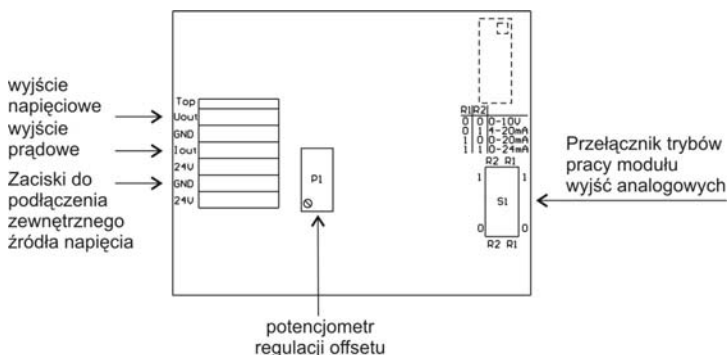 wyjście
napięciowe
wyjście
prądowe
Zaciski do
podłączenia
zewnętrznego
źródła napięcia
Top
Uout
GND
Iout
24V
GND
24V
P1
R1 R2
0 0 0-10V
0 1 4-20mA
1 0 0-20mA
1 1 0-24mA
R2 R1
1 1
S1
0 0
R2 R1
Przełącznik trybów
pracy modułu
wyjść analogowych
potencjometr
regulacji offsetu